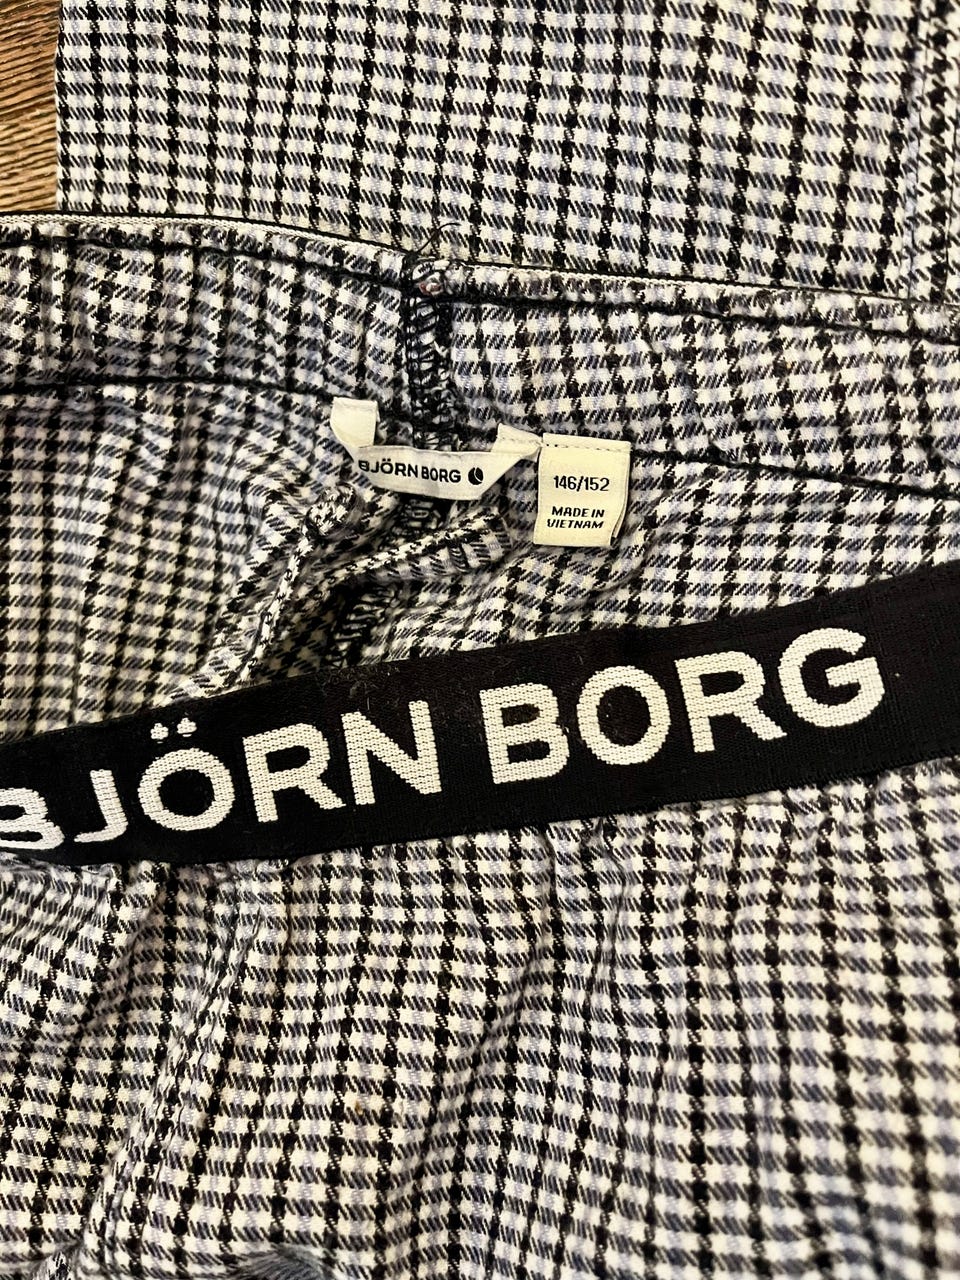 BJÖRN BORG
146/152
MADE IN
VIETNAM
BJÖRN BORG